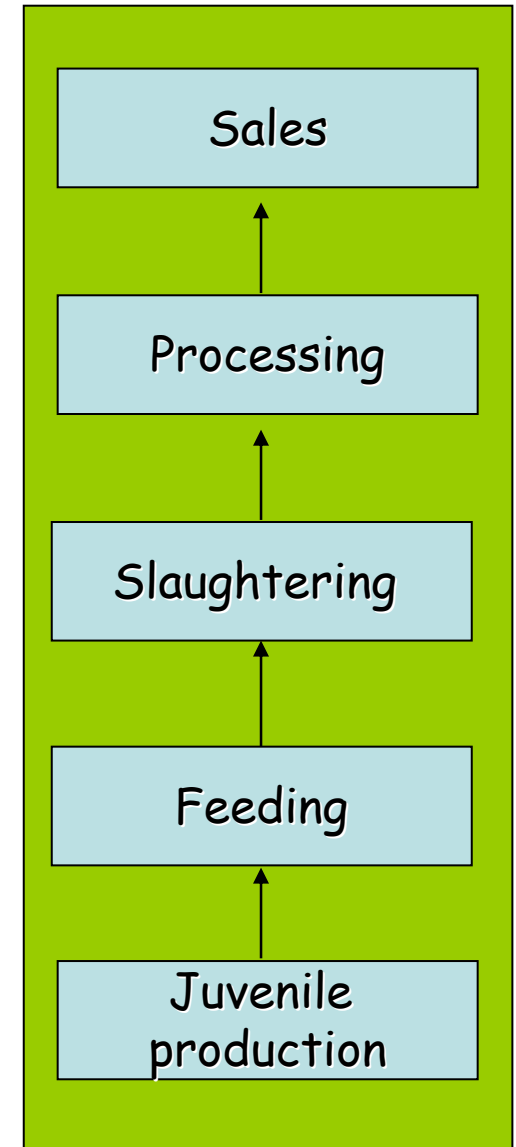 Sales
Processing
Slaughtering
Feeding
Juvenile
production